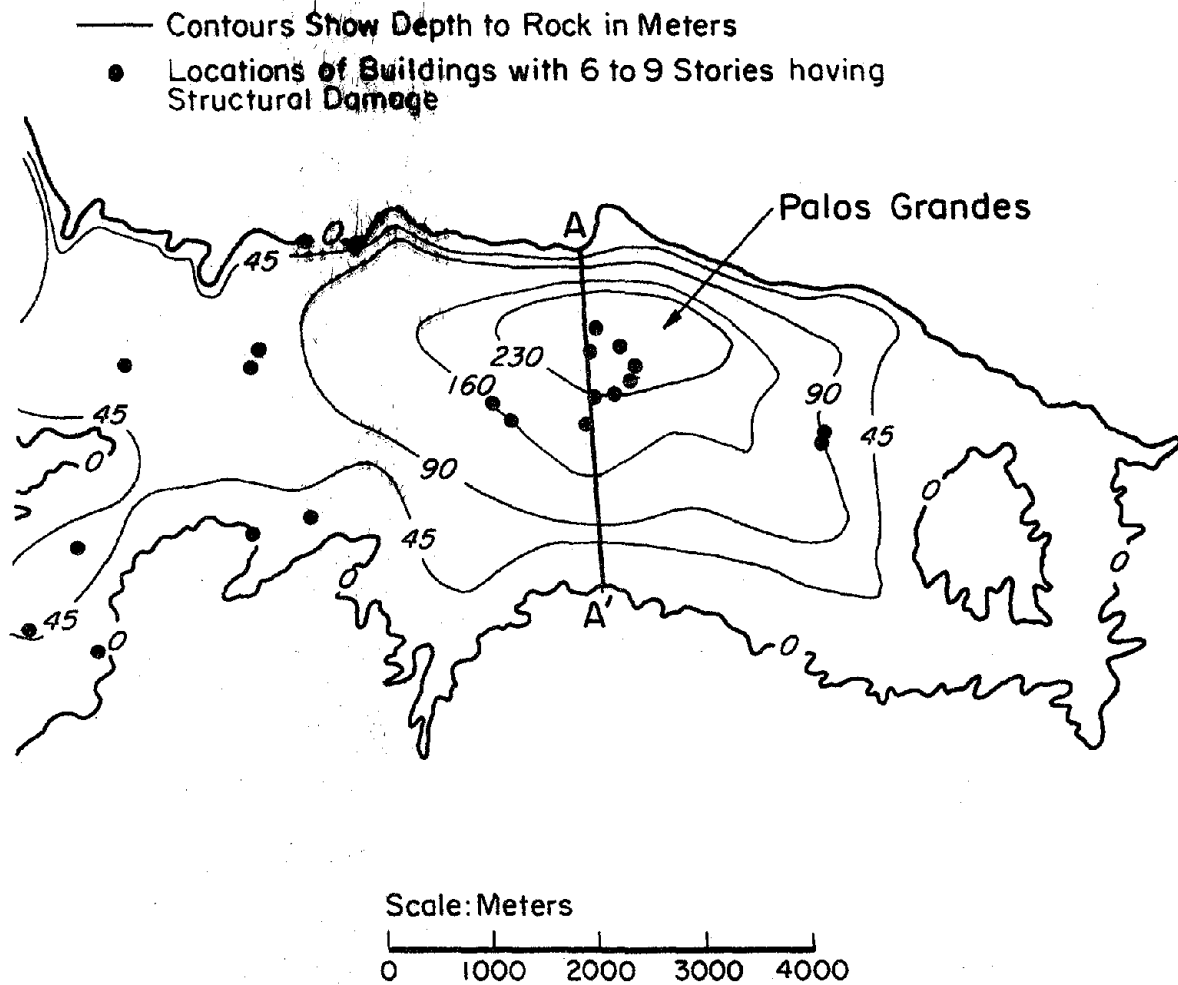 Contours Show Depth to Rock in Meters
Locations of Buildings with 6 to 9 Stories having
Structural Damage
Palos Grandes
A
0
45
230
160
90
45
45
0
90
45
0
45
0
0
45
0
A'
0
Scale: Meters
0 1000 2000 3000 4000